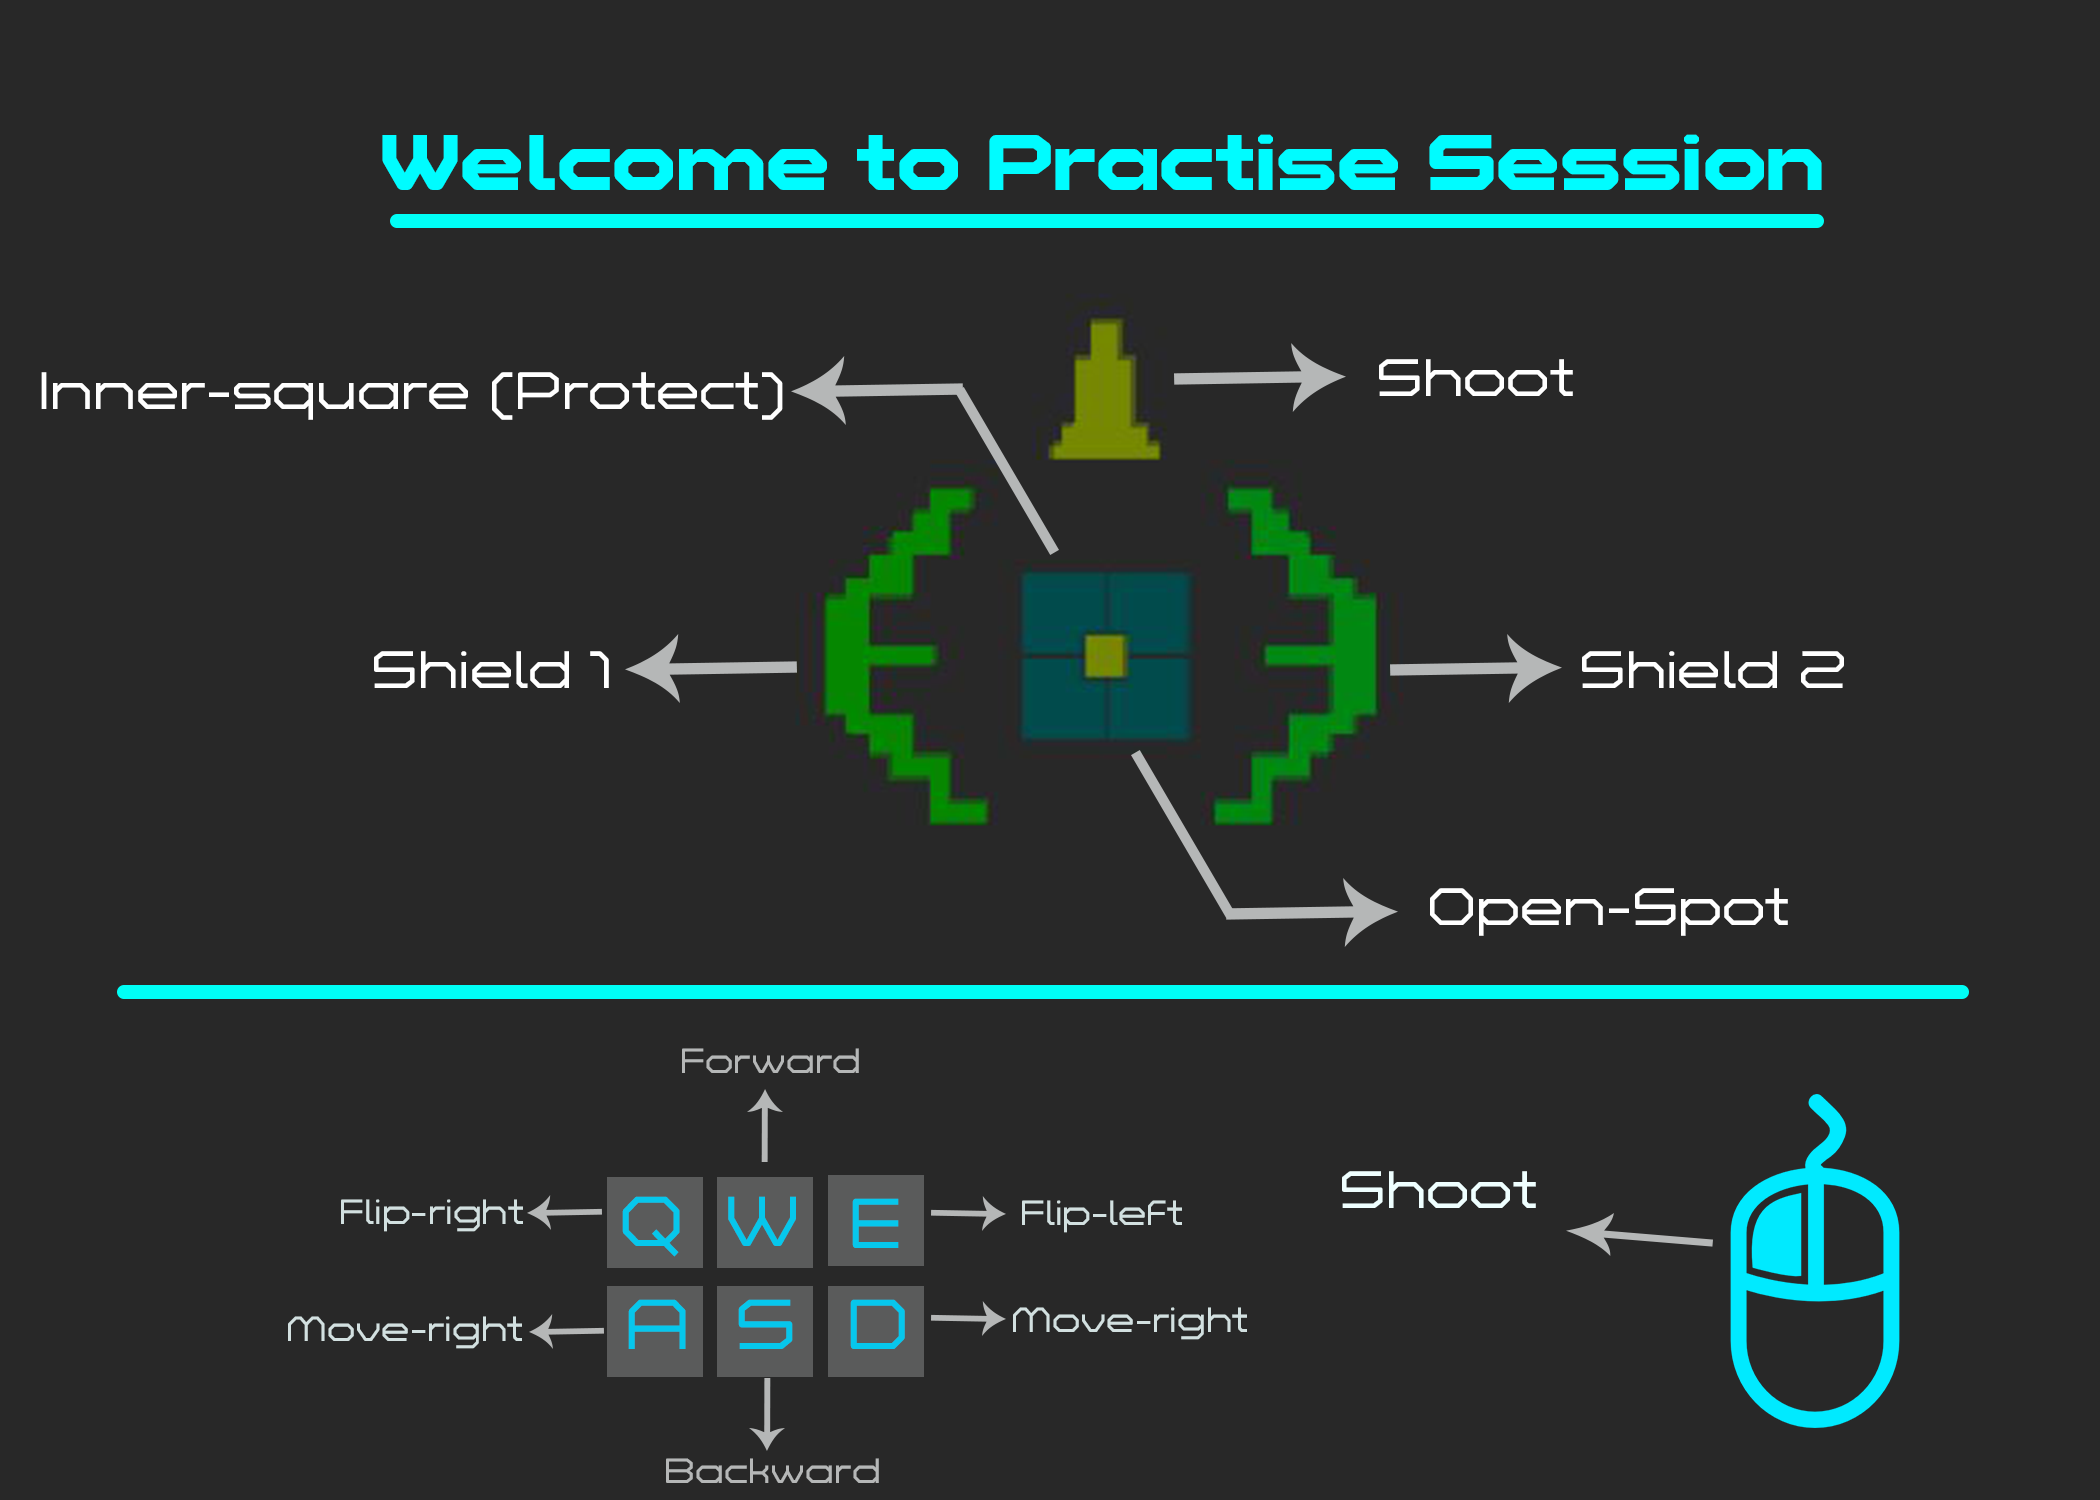 Welcome to Practise Session
Inner-square (Protect)
Shoot
Shield 1
Shield 2
Open-Spot
Forward
Flip-right
Q W E
Flip-left
Shoot
Move-right
A S D
Move-right
Backward